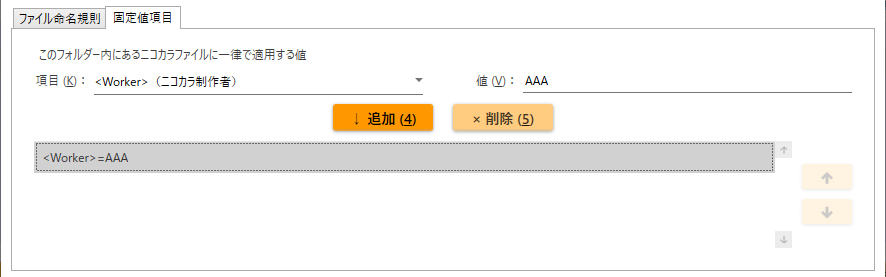 ファイル命名規則 固定値項目
このフォルダー内にあるニコカラファイルに一律で適用する値
項目 (K)： <Worker>（ニコカラ制作者） 値 (V)： AAA
↓ 追加 (4) × 削除 (5)
<Worker>=AAA